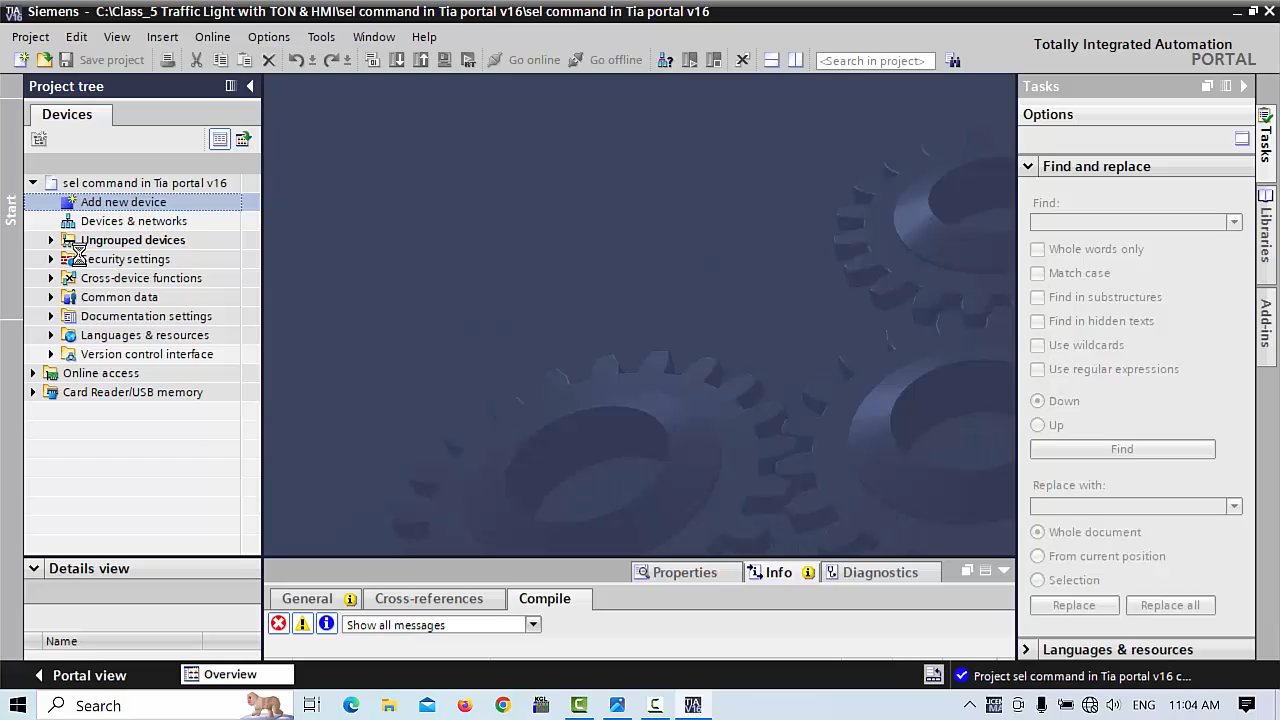 Siemens - C:\Class_5 Traffic Light with TON & HMI\sel command in Tia portal v16\sel command in Tia portal v16
Project Edit View Insert Online Options Tools Window Help
Totally Integrated Automation
PORTAL
Save project
Go online
Go offline
<Search in project>
Project tree
Devices
sel command in Tia portal v16
Add new device
Devices & networks
Ungrouped devices
Security settings
Cross-device functions
Common data
Documentation settings
Languages & resources
Version control interface
Online access
Card Reader/USB memory
Start
Details view
Name
Properties
Info
Diagnostics
General
Cross-references
Compile
Show all messages
Tasks
Options
Find and replace
Find:
Whole words only
Match case
Find in substructures
Find in hidden texts
Use wildcards
Use regular expressions
Down
Up
Find
Replace with:
Whole document
From current position
Selection
Replace
Replace all
Languages & resources
Tasks
Libraries
Add-ins
Portal view
Overview
Project sel command in Tia portal v16 c...
Search
11:04 AM